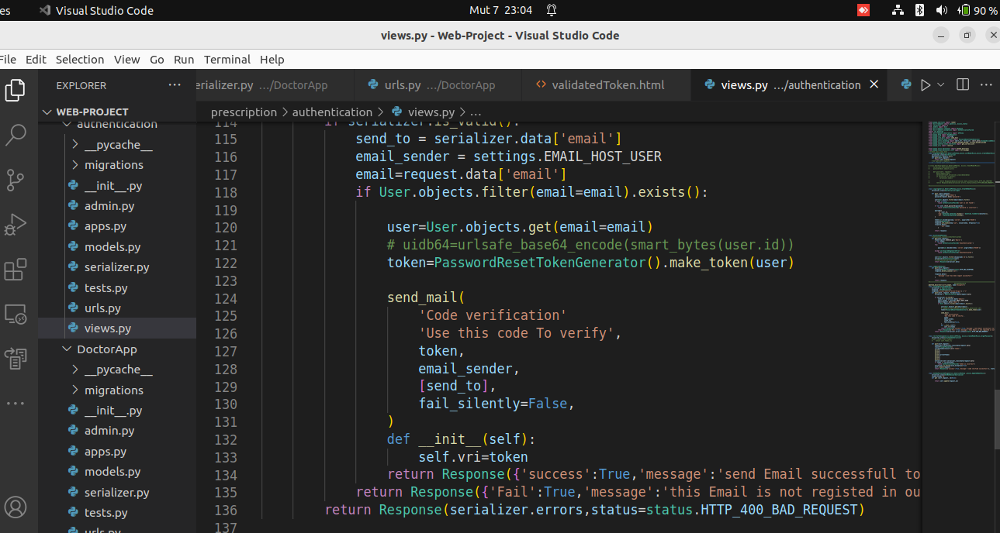 es Visual Studio Code Mut 7 23:04 90 %
views.py - Web-Project - Visual Studio Code
File Edit Selection View Go Run Terminal Help
EXPLORER
erializer.py .../DoctorApp urls.py .../DoctorApp validatedToken.html views.py .../authentication
WEB-PROJECT
prescription > authentication > views.py > ...
authentication
__pycache__
migrations
__init__.py
admin.py
apps.py
models.py
serializer.py
tests.py
urls.py
views.py
DoctorApp
__pycache__
migrations
__init__.py
admin.py
apps.py
models.py
serializer.py
tests.py
urls.py
114 if serializer.is_valid():
115 send_to = serializer.data['email']
116 email_sender = settings.EMAIL_HOST_USER
117 email=request.data['email']
118 if User.objects.filter(email=email).exists():
119
120 user=User.objects.get(email=email)
121 # uidb64=urlsafe_base64_encode(smart_bytes(user.id))
122 token=PasswordResetTokenGenerator().make_token(user)
123
124 send_mail(
125 'Code verification'
126 'Use this code To verify',
127 token,
128 email_sender,
129 [send_to],
130 fail_silently=False,
131 )
132 def __init__(self):
133 self.vri=token
134 return Response({'success':True,'message':'send Email successfull to
135 return Response({'Fail':True,'message':'this Email is not registed in ou
136 return Response(serializer.errors,status=status.HTTP_400_BAD_REQUEST)
137